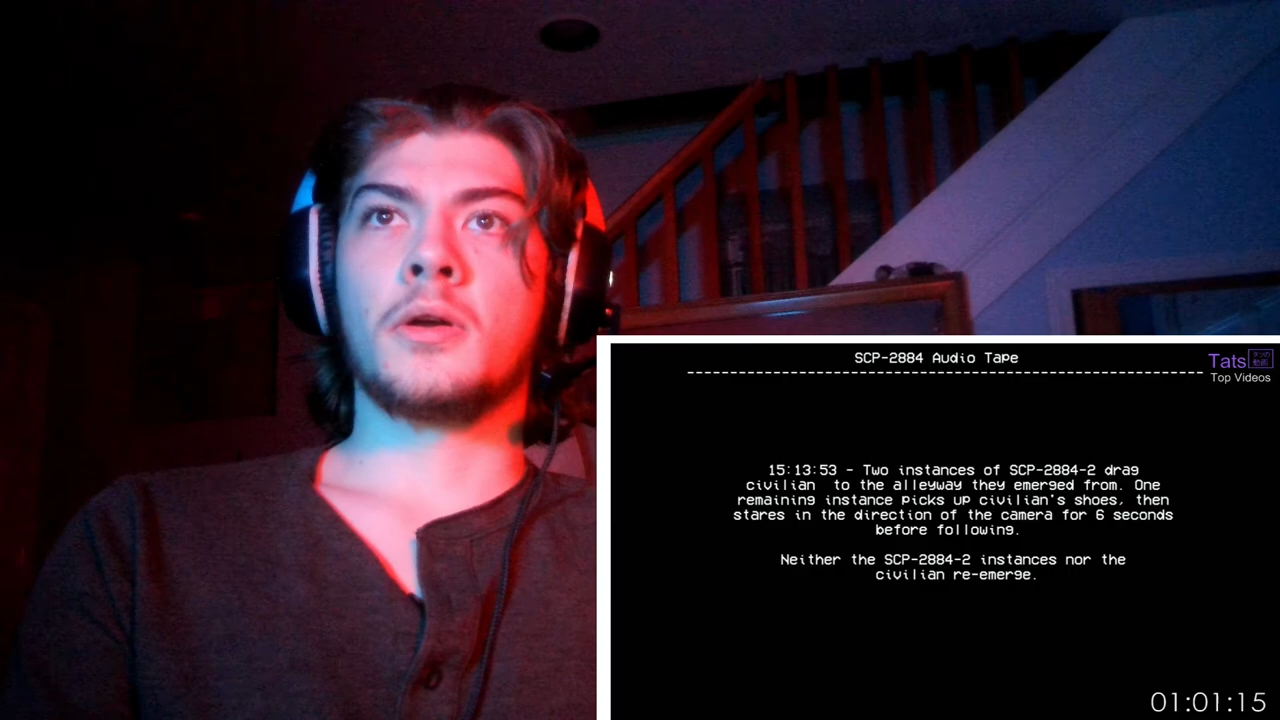 SCP-2884 Audio Tape
------------------------------------------------------------
Tats
Top Videos
15:13:53 - Two instances of SCP-2884-2 drag
civilian to the alleyway they emerged from. One
remaining instance picks up civilian's shoes, then
stares in the direction of the camera for 6 seconds
before following.
Neither the SCP-2884-2 instances nor the
civilian re-emerge.
01:01:15